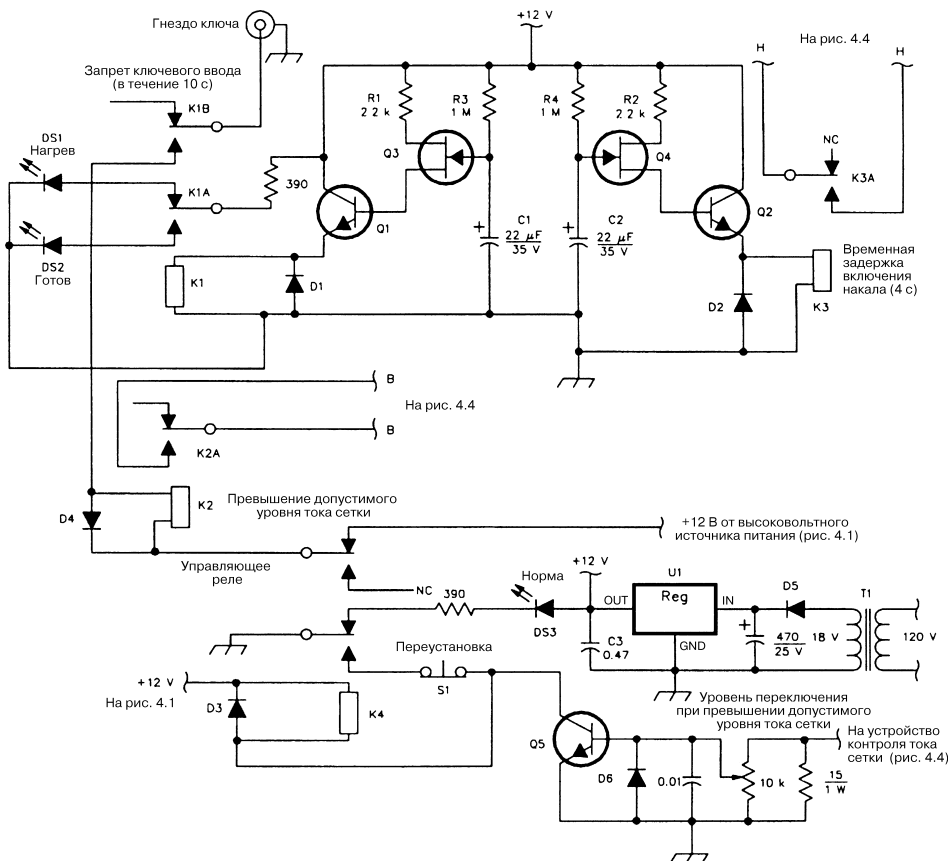 Гнездо ключа
+12 V
H
На рис. 4.4
H
Запрет ключевого ввода
(в течение 10 с)
K1B
R1
2 2 k
R3
1 M
R4
1 M
R2
2 2 k
DS1
Нагрев
Q3
Q4
NC
K3A
K1A
390
Q1
Q2
DS2
Готов
+
C1
22 μF
35 V
+
C2
22 μF
35 V
Временная
задержка
включения
накала (4 с)
K1
D1
D2
K3
B
На рис. 4.4
B
K2A
K2
D4
Превышение допустимого
уровня тока сетки
+12 В от высоковольтного
источника питания (рис. 4.1)
Управляющее
реле
NC
390
Норма
DS3
+12 V
U1
Reg
OUT
IN
GND
D5
T1
C3
0.47
+
470
25 V
18 V
120 V
Переустановка
S1
+12 V
На рис. 4.1
D3
K4
Уровень переключения
при превышении допустимого
уровня тока сетки
На устройство
контроля тока
сетки (рис. 4.4)
Q5
D6
0.01
10 k
15
1 W